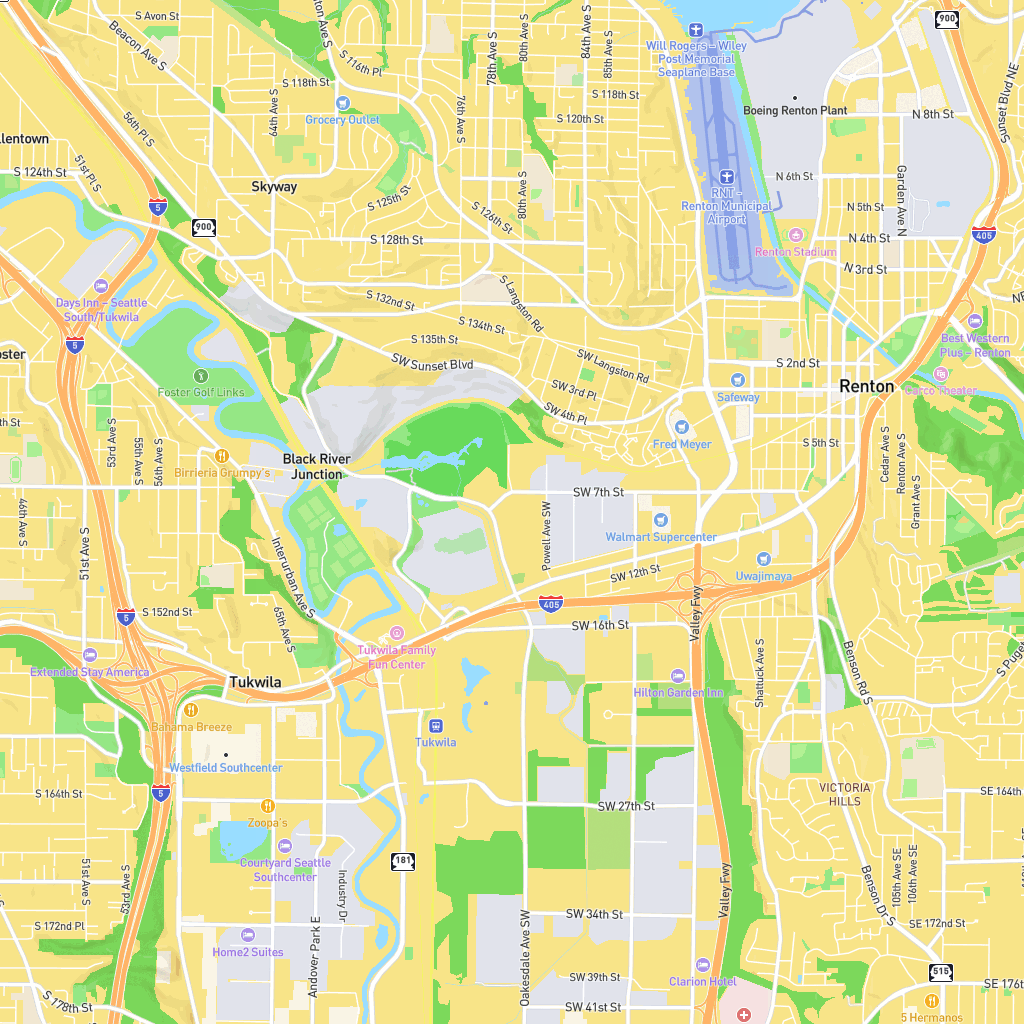 S Avon St
Beacon Ave S
S 116th Pl
78th Ave S
80th Ave S
84th Ave S
85th Ave S
Will Rogers – Wiley
Post Memorial
Seaplane Base
900
Sunset Blvd NE
S 118th St
64th Ave S
Grocery Outlet
76th Ave S
S 118th St
S 120th St
Boeing Renton Plant
N 8th St
56th Pl S
51st Pl S
S 124th St
Skyway
S 125th St
80th Ave S
RNT –
Renton Municipal
Airport
N 6th St
Garden Ave N
5
900
S 126th St
N 5th St
S 128th St
Renton Stadium
N 4th St
405
N 3rd St
Days Inn – Seattle
South/Tukwila
S 132nd St
S Langston Rd
S 134th St
S 135th St
5
SW Sunset Blvd
SW Langston Rd
S 2nd St
Best Western
Plus – Renton
Foster Golf Links
SW 3rd Pl
Safeway
Renton
Carco Theater
SW 4th Pl
Fred Meyer
S 5th St
53rd Ave S
55th Ave S
56th Ave S
Birrieria Grumpy's
Black River
Junction
Cedar Ave S
Renton Ave S
Grant Ave S
46th Ave S
51st Ave S
SW 7th St
Powell Ave SW
Walmart Supercenter
Interurban Ave S
SW 12th St
Uwajimaya
S 152nd St
65th Ave S
5
405
Valley Fwy
SW 16th St
Tukwila Family
Fun Center
Shattuck Ave S
Benson Rd S
Extended Stay America
Tukwila
Hilton Garden Inn
Bahama Breeze
Tukwila
Westfield Southcenter
5
S 164th St
Zoopa's
SW 27th St
VICTORIA
HILLS
Courtyard Seattle
Southcenter
181
51st Ave S
53rd Ave S
Industry Dr
Valley Fwy
Benson Dr S
105th Ave SE
106th Ave SE
S 172nd Pl
Andover Park E
Oakesdale Ave SW
SW 34th St
SE 172nd St
Home2 Suites
SW 39th St
Clarion Hotel
515
S 178th St
SW 41st St
5 Hermanos